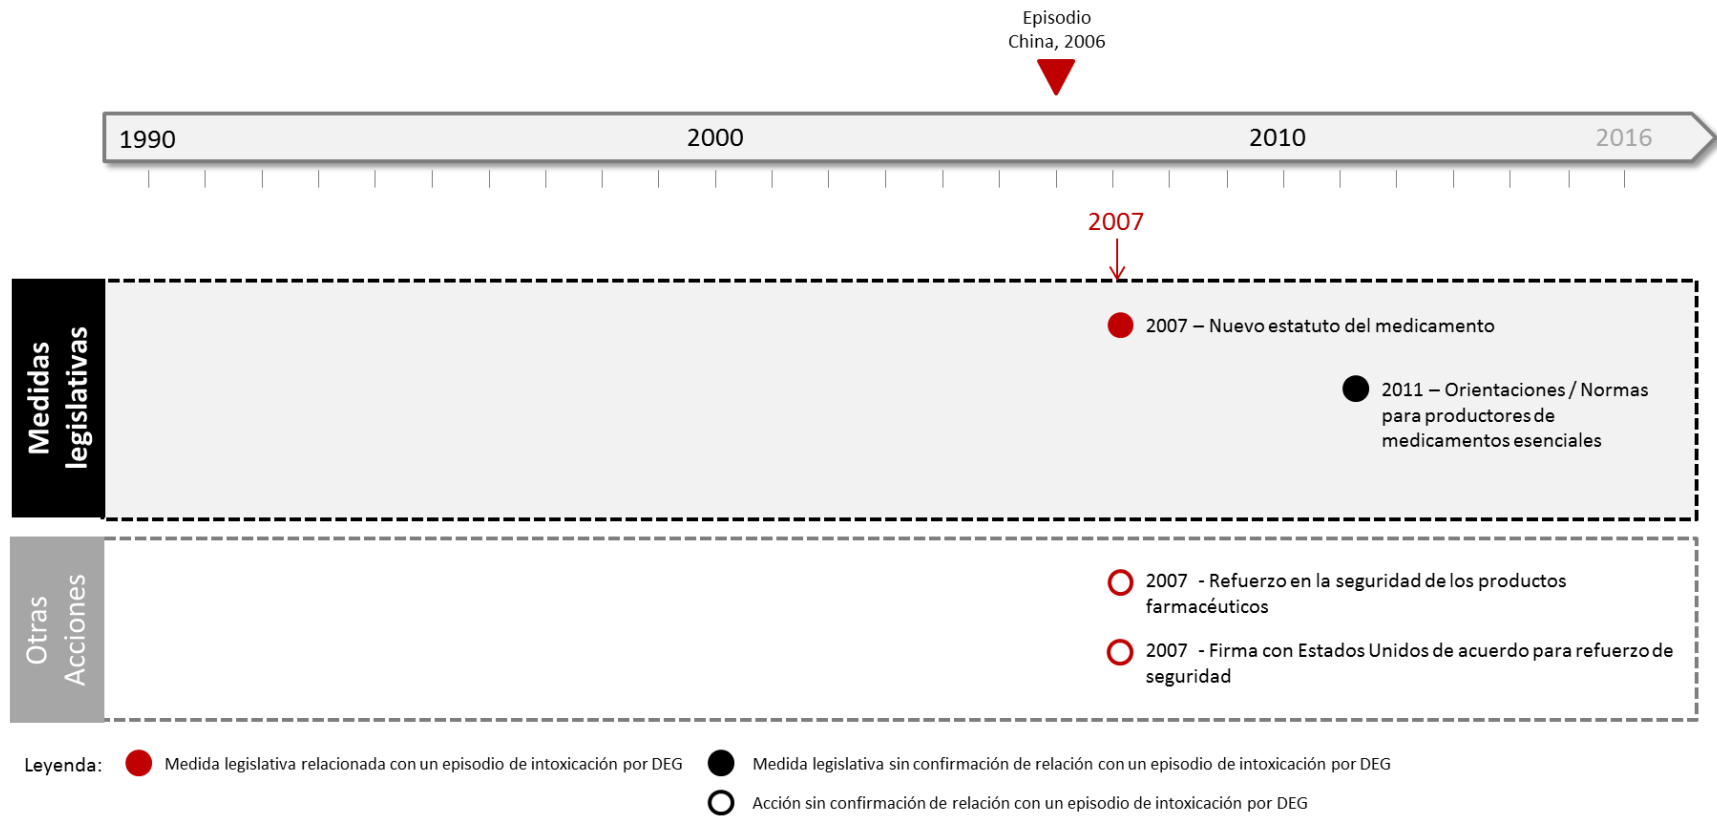 Episodio
China, 2006
1990
2000
2010
2016
2007
Medidas
legislativas
2007 – Nuevo estatuto del medicamento
2011 – Orientaciones / Normas
para productores de
medicamentos esenciales
Otras
Acciones
2007 - Refuerzo en la seguridad de los productos
farmacéuticos
2007 - Firma con Estados Unidos de acuerdo para refuerzo de
seguridad
Leyenda:
Medida legislativa relacionada con un episodio de intoxicación por DEG
Medida legislativa sin confirmación de relación con un episodio de intoxicación por DEG
Acción sin confirmación de relación con un episodio de intoxicación por DEG